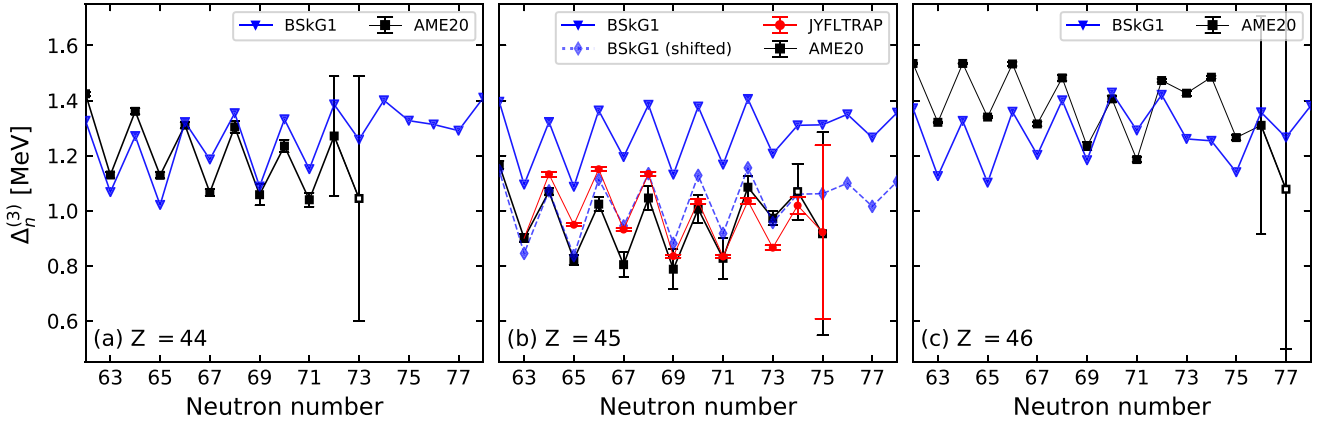 Δn(3) [MeV]
1.6
1.4
1.2
1.0
0.8
0.6
BSkG1
AME20
(a) Z = 44
63 65 67 69 71 73 75 77
Neutron number
BSkG1
BSkG1 (shifted)
JYFLTRAP
AME20
(b) Z = 45
63 65 67 69 71 73 75 77
Neutron number
BSkG1
AME20
(c) Z = 46
63 65 67 69 71 73 75 77
Neutron number